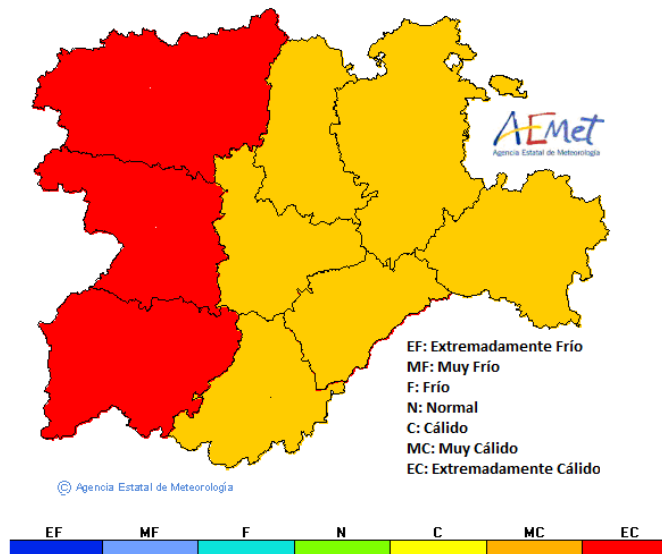 AEMet
Agencia Estatal de Meteorología
EF: Extremadamente Frío
MF: Muy Frío
F: Frío
N: Normal
C: Cálido
MC: Muy Cálido
EC: Extremadamente Cálido
© Agencia Estatal de Meteorología
EF MF F N C MC EC